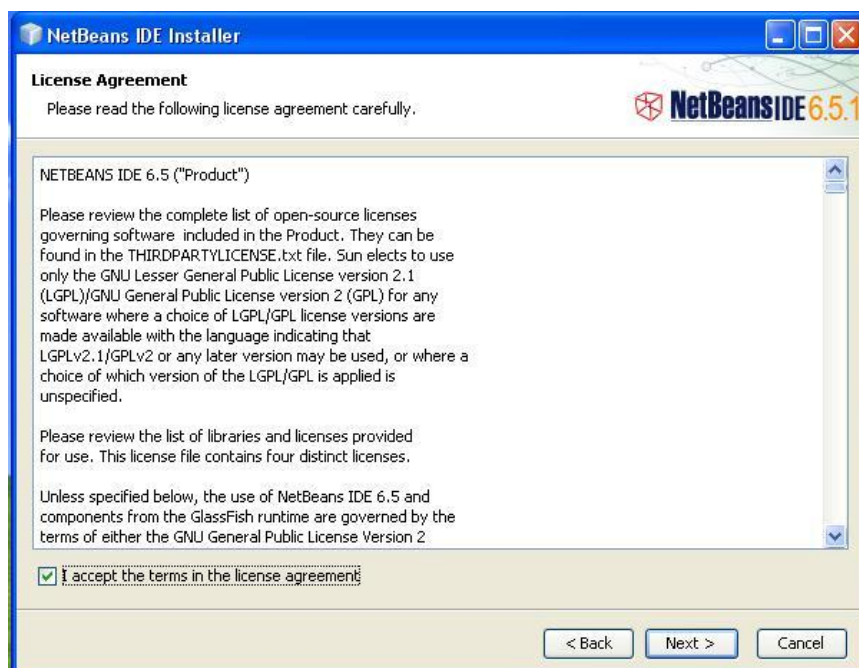 NetBeans IDE Installer
License Agreement
Please read the following license agreement carefully.
NetBeans IDE 6.5.1
NETBEANS IDE 6.5 ("Product")
Please review the complete list of open-source licenses
governing software included in the Product. They can be
found in the THIRDPARTYLICENSE.txt file. Sun elects to use
only the GNU Lesser General Public License version 2.1
(LGPL)/GNU General Public License version 2 (GPL) for any
software where a choice of LGPL/GPL license versions are
made available with the language indicating that
LGPLv2.1/GPLv2 or any later version may be used, or where a
choice of which version of the LGPL/GPL is applied is
unspecified.
Please review the list of libraries and licenses provided
for use. This license file contains four distinct licenses.
Unless specified below, the use of NetBeans IDE 6.5 and
components from the GlassFish runtime are governed by the
terms of either the GNU General Public License Version 2
I accept the terms in the license agreement
< Back Next > Cancel